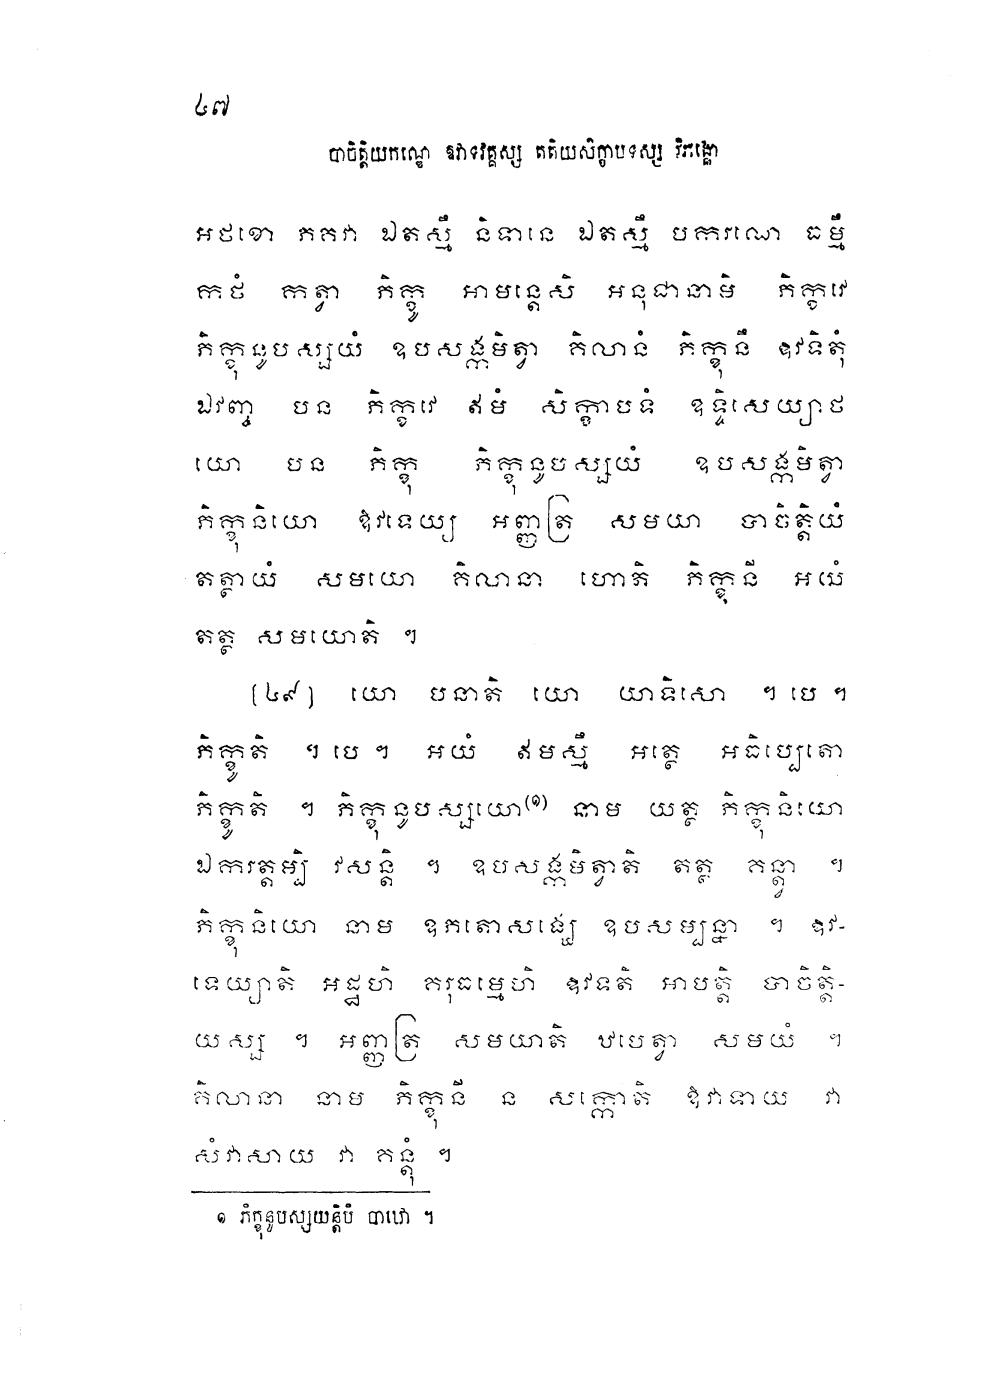 ៤៧
បាចិត្តិយកណ្ឌេ ឱវាទវគ្គស្ស តតិយសិក្ខាបទស្ស វិភង្គោ
អថខោ ភគវា ឯតស្មឹ និទានេ ឯតស្មឹ បករណេ ធម្មឹ
កថំ កត្វា ភិក្ខូ អាមន្តេសិ អនុជានាមិ ភិក្ខវេ
ភិក្ខុនូបស្សយំ ឧបសង្កមិត្វា គិលានំ ភិក្ខុនឹ ឱវទិតុំ
ឯវញ្ច បន ភិក្ខវេ ឥមំ សិក្ខាបទំ ឧទ្ទិសេយ្យាថ
យោ បន ភិក្ខុ ភិក្ខុនូបស្សយំ ឧបសង្កមិត្វា
ភិក្ខុនិយោ ឱវទេយ្យ អញ្ញត្រ សមយា បាចិត្តិយំ
តត្ថាយំ សមយោ គិលានា ហោតិ ភិក្ខុនី អយំ
តត្ថ សមយោតិ ។
(៤៩) យោ បនាតិ យោ យាទិសោ ។ បេ ។
ភិក្ខូតិ ។ បេ ។ អយំ ឥមស្មឹ អត្ថេ អធិប្បេតោ
ភិក្ខូតិ ។ ភិក្ខុនូបស្សយោ(១) នាម យត្ថ ភិក្ខុនិយោ
ឯករត្តម្បិ វសន្តិ ។ ឧបសង្កមិត្វាតិ តត្ថ គន្ត្វា ។
ភិក្ខុនិយោ នាម ឧភតោសង្ឃេ ឧបសម្បន្នា ។ ឱវ-
ទេយ្យាតិ អដ្ឋហិ គរុធម្មេហិ ឱវទតិ អាបត្តិ បាចិត្តិ-
យស្ស ។ អញ្ញត្រ សមយាតិ ឋបេត្វា សមយំ ។
គិលានា នាម ភិក្ខុនី ន សក្កោតិ ឱវាទាយ វា
សំវាសាយ វា គន្តុំ ។
១ ភិក្ខុនូបស្សយន្តិបិ បាឋោ ។